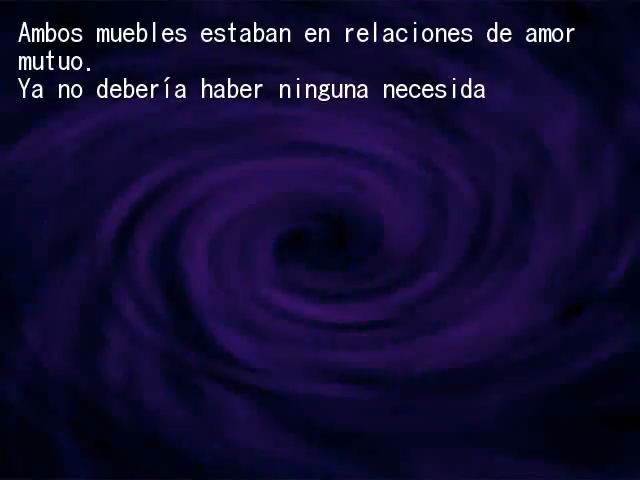 Ambos muebles estaban en relaciones de amor
mutuo.
Ya no debería haber ninguna necesida